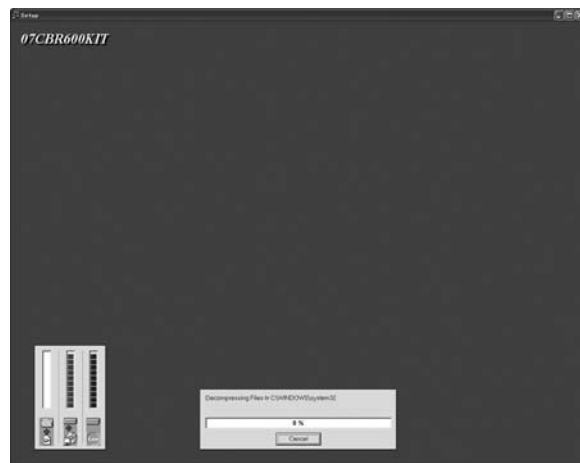 Setup
07CBR600KIT
Decompressing Files in C:\WINDOWS\system32
0 %
Cancel